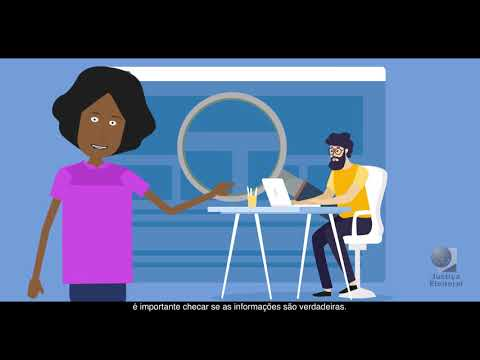 Justiça
Eleitoral
é importante checar se as informações são verdadeiras.